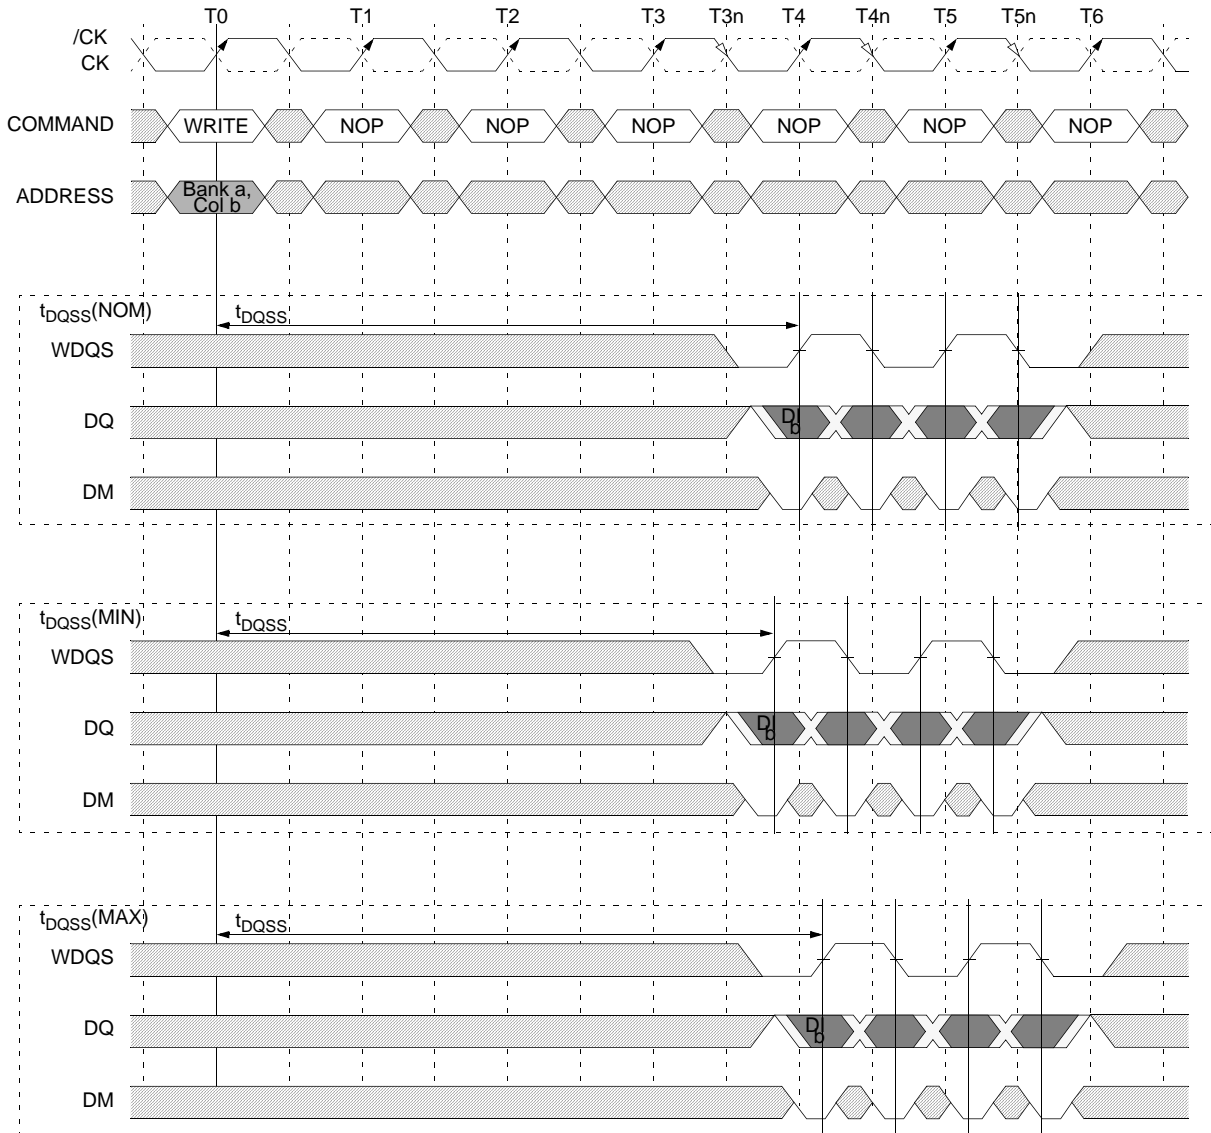 T0 T1 T2 T3 T3n T4 T4n T5 T5n T6
/CK
CK
COMMAND WRITE NOP NOP NOP NOP NOP NOP
ADDRESS Bank a,
Col b
tDQSS(NOM) tDQSS
WDQS
DQ DI
b
DM
tDQSS(MIN) tDQSS
WDQS
DQ DI
b
DM
tDQSS(MAX) tDQSS
WDQS
DQ DI
b
DM